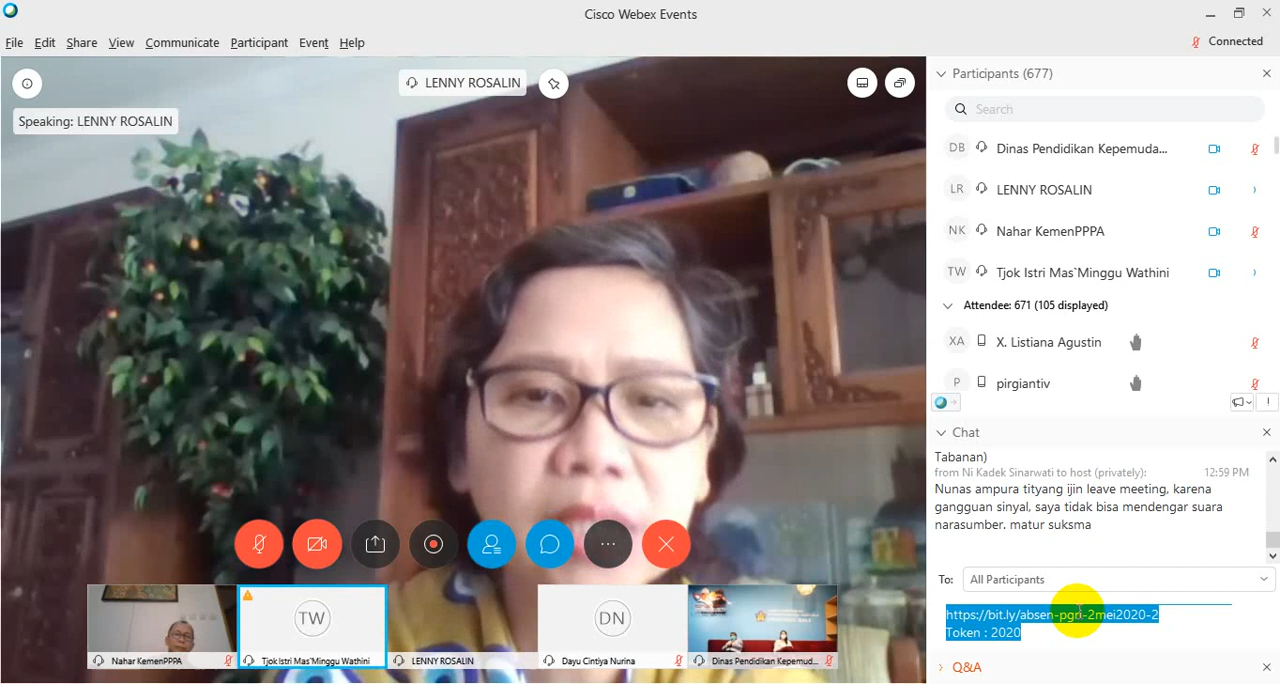 Cisco Webex Events
File Edit Share View Communicate Participant Event Help
Connected
LENNY ROSALIN
Speaking: LENNY ROSALIN
Participants (677)
Search
DB Dinas Pendidikan Kepemuda...
LR LENNY ROSALIN
NK Nahar KemenPPPA
TW Tjok Istri Mas`Minggu Wathini
Attendee: 671 (105 displayed)
XA X. Listiana Agustin
P pirgiantiv
Chat
Tabanan)
from Ni Kadek Sinarwati to host (privately): 12:59 PM
Nunas ampura tityang ijin leave meeting, karena
gangguan sinyal, saya tidak bisa mendengar suara
narasumber. matur suksma
To: All Participants
https://bit.ly/absen-pgri-2mei2020-2
Token : 2020
Q&A
TW
DN
Nahar KemenPPPA
Tjok Istri Mas`Minggu Wathini
LENNY ROSALIN
Dayu Cintiya Nurina
Dinas Pendidikan Kepemud...